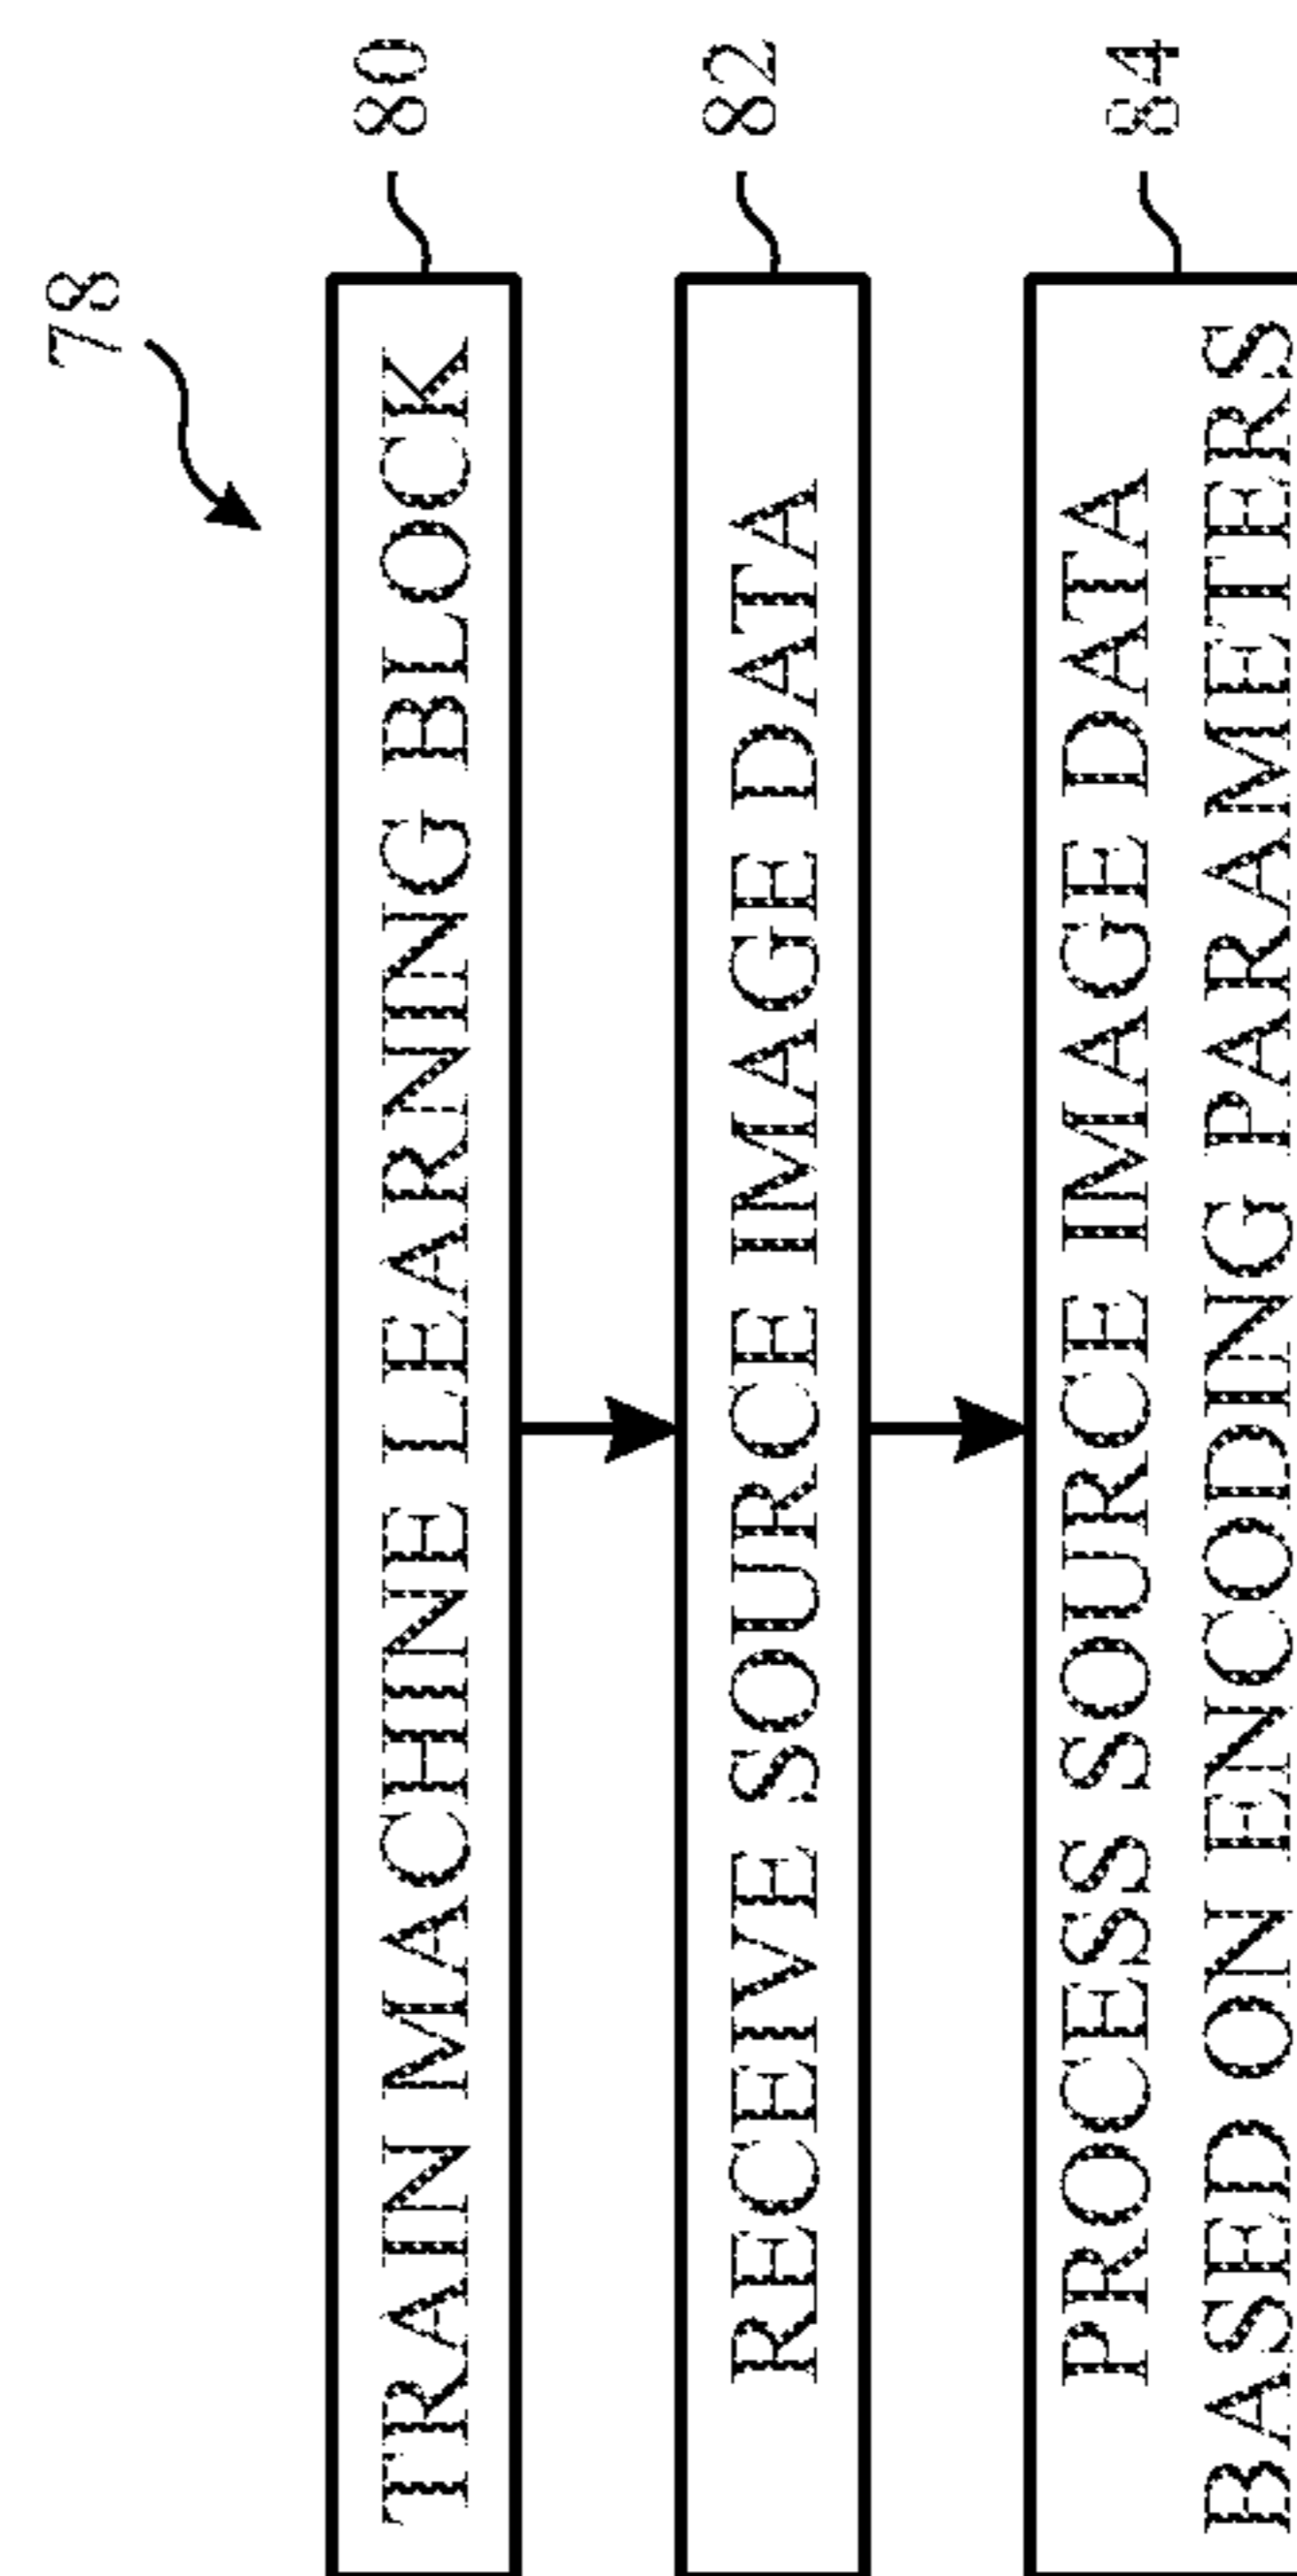 78
TRAIN MACHINE LEARNING BLOCK
80
RECEIVE SOURCE IMAGE DATA
82
PROCESS SOURCE IMAGE DATA
BASED ON ENCODING PARAMETERS
84